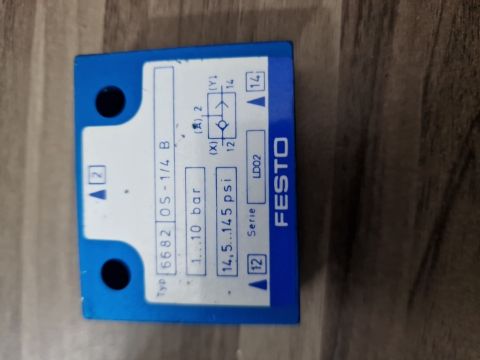 2
Typ 6682 OS-1/4 B
1...10 bar
14,5...145 psi
(A) 2
(Y) 14
(X) 12
12
Serie LD02
14
FESTO